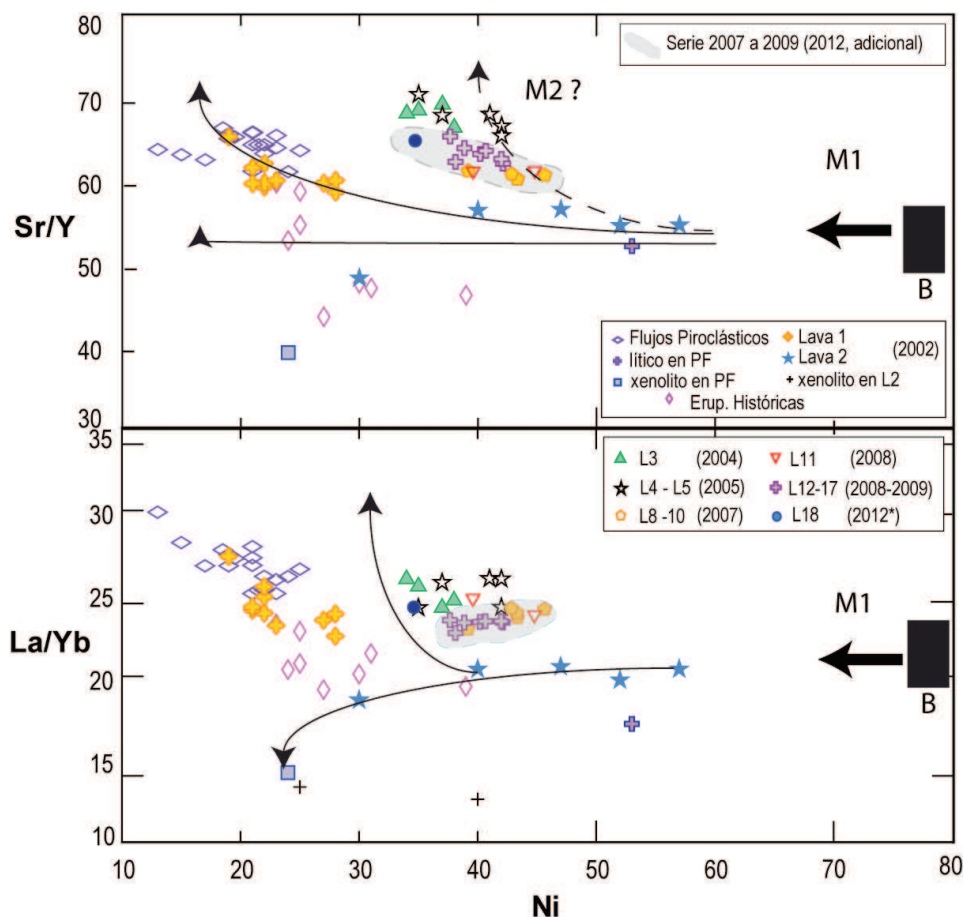 80
70
60
50
40
30
Sr/Y
Serie 2007 a 2009 (2012, adicional)
M2 ?
M1
B
Flujos Piroclásticos
lítico en PF
xenolito en PF
Erup. Históricas
Lava 1
Lava 2
(2002)
xenolito en L2
35
30
25
20
15
10
La/Yb
L3 (2004)
L4 - L5 (2005)
L8 -10 (2007)
L11 (2008)
L12-17 (2008-2009)
L18 (2012*)
M1
B
10 20 30 40 50 60 70 80
Ni